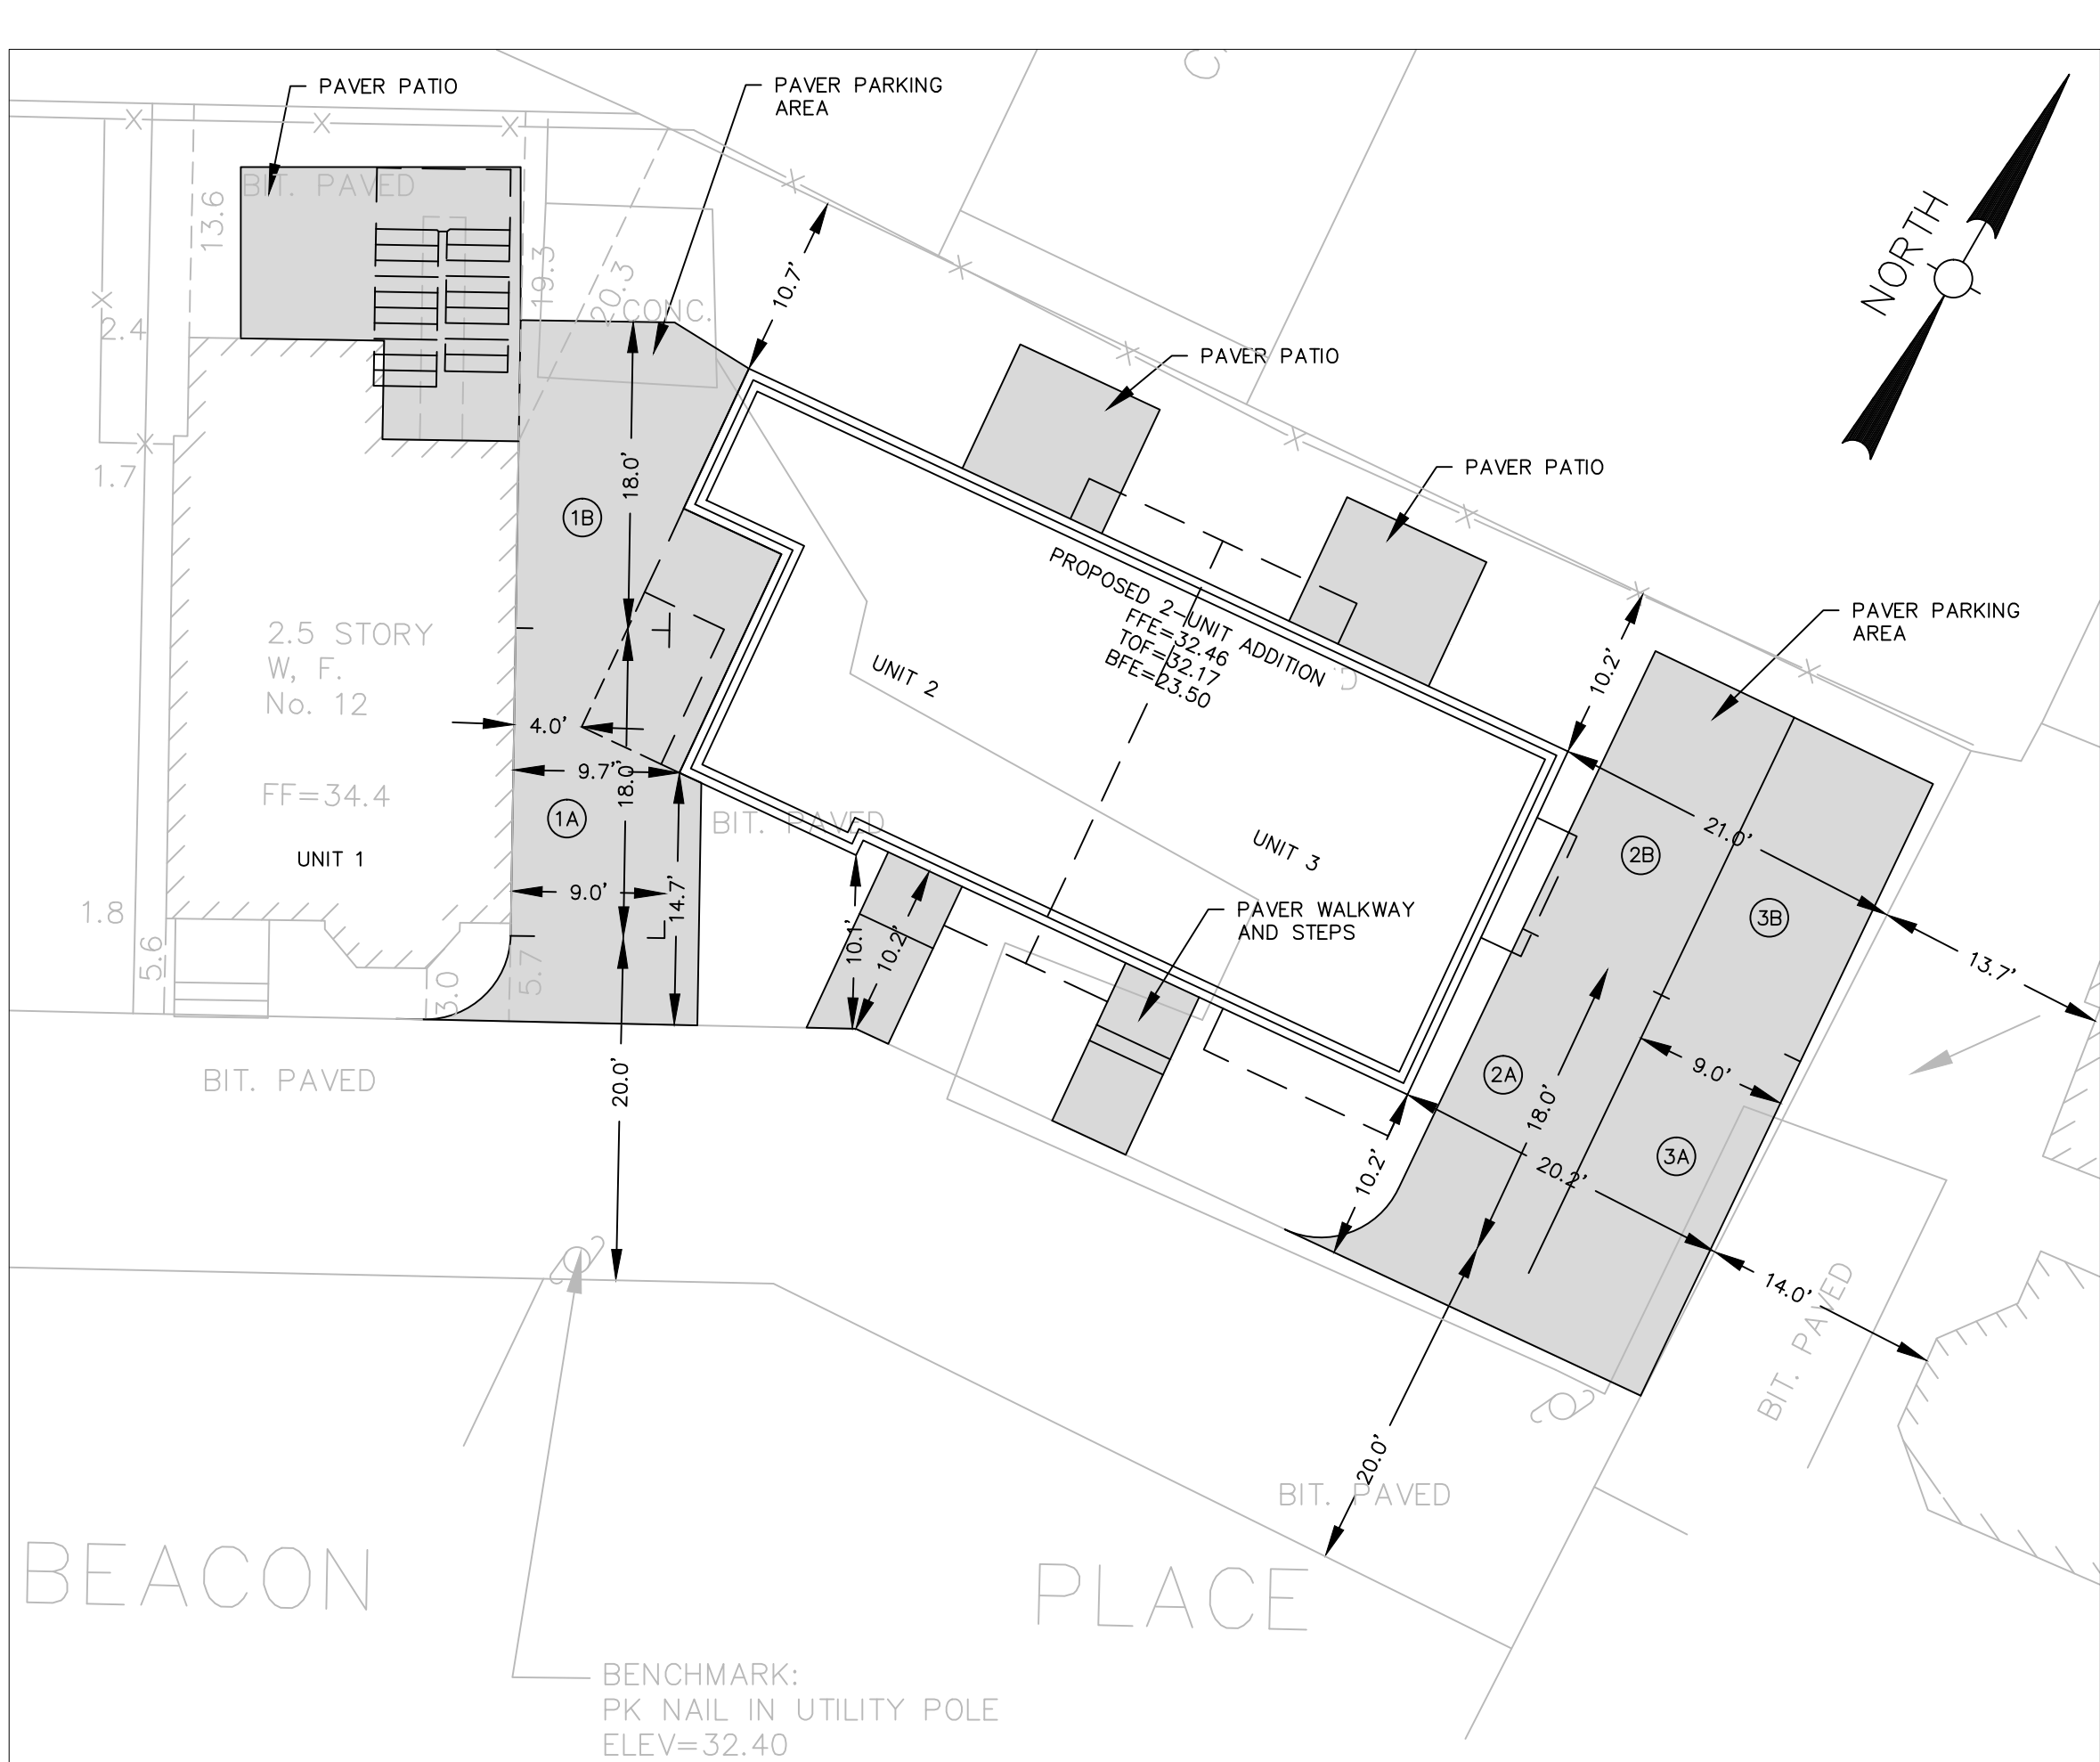 PAVER PATIO
PAVER PARKING
AREA
C
NORTH
BIT. PAVED
13.6
19.3
20.3
CONC.
10.7'
2.4
PAVER PATIO
PAVER PATIO
18.0'
1.7
1B
PROPOSED 2-UNIT ADDITION
FFE=32.46
TOF=32.17
BFE=23.50
PAVER PARKING
AREA
2.5 STORY
W, F.
No. 12
UNIT 2
10.2'
4.0'
9.7'
18.0'
FF=34.4
1A
BIT. PAVED
UNIT 1
UNIT 3
21.0'
2B
9.0'
14.7'
1.8
PAVER WALKWAY
AND STEPS
3B
10.1'
10.2'
5.6
3.0
5.7
13.7'
BIT. PAVED
20.0'
2A
18.0'
9.0'
10.2'
20.2'
3A
14.0'
BIT. PAVED
20.0'
BIT. PAVED
BEACON PLACE
BENCHMARK:
PK NAIL IN UTILITY POLE
ELEV=32.40